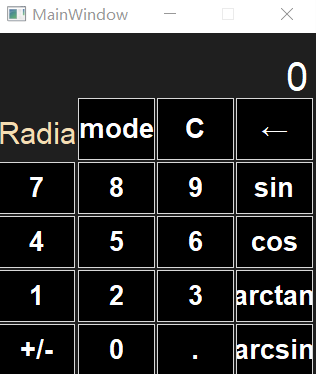 MainWindow
0
Radia mode C ←
7 8 9 sin
4 5 6 cos
1 2 3 arctan
+/- 0 . arcsin